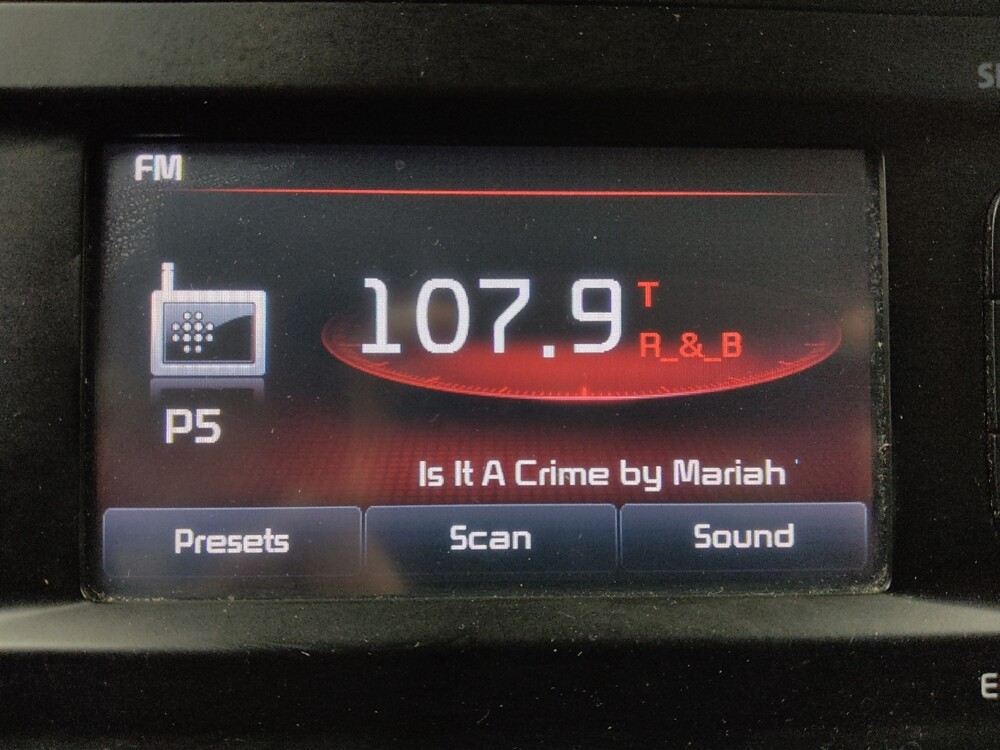 FM
107.9
T
R_&_B
P5
Is It A Crime by Mariah
Presets
Scan
Sound
E